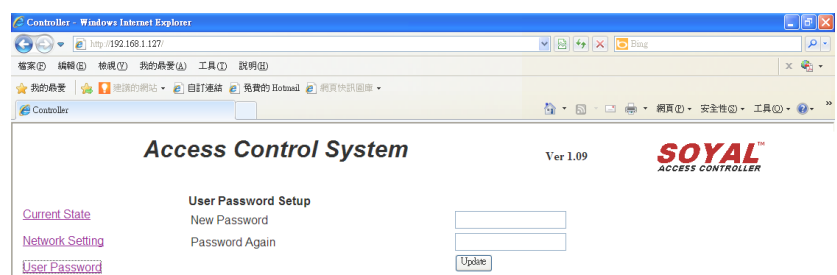 Controller - Windows Internet Explorer
http://192.168.1.127/
Bing
檔案(F) 編輯(E) 檢視(V) 我的最愛(A) 工具(T) 說明(H)
我的最愛 建議的網站 自訂連結 免費的 Hotmail 網頁快訊圖庫
Controller
網頁(P) 安全性(S) 工具(O)
Access Control System
Ver 1.09
SOYAL™
ACCESS CONTROLLER
Current State
Network Setting
User Password
User Password Setup
New Password
Password Again
Update